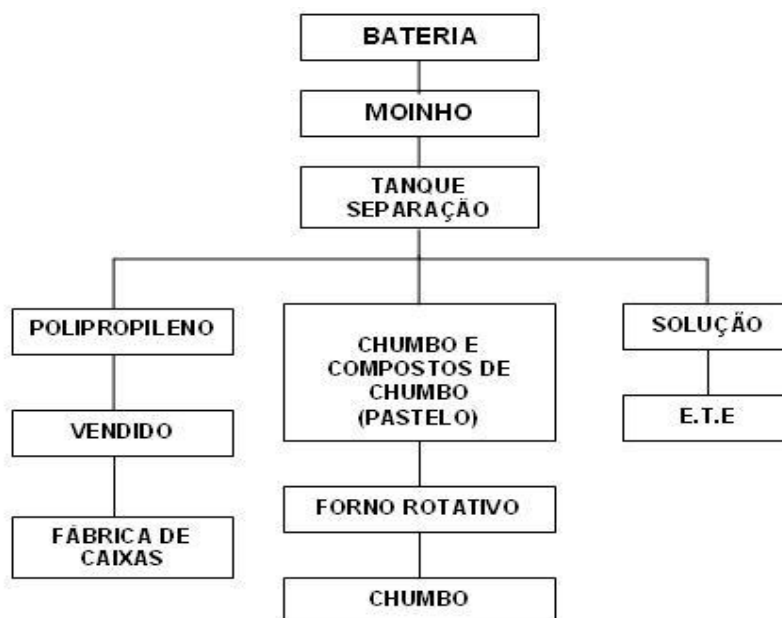 BATERIA
MOINHO
TANQUE
SEPARAÇÃO
POLIPROPILENO
VENDIDO
FÁBRICA DE
CAIXAS
CHUMBO E
COMPOSTOS DE
CHUMBO
(PASTELO)
FORNO ROTATIVO
CHUMBO
SOLUÇÃO
E.T.E